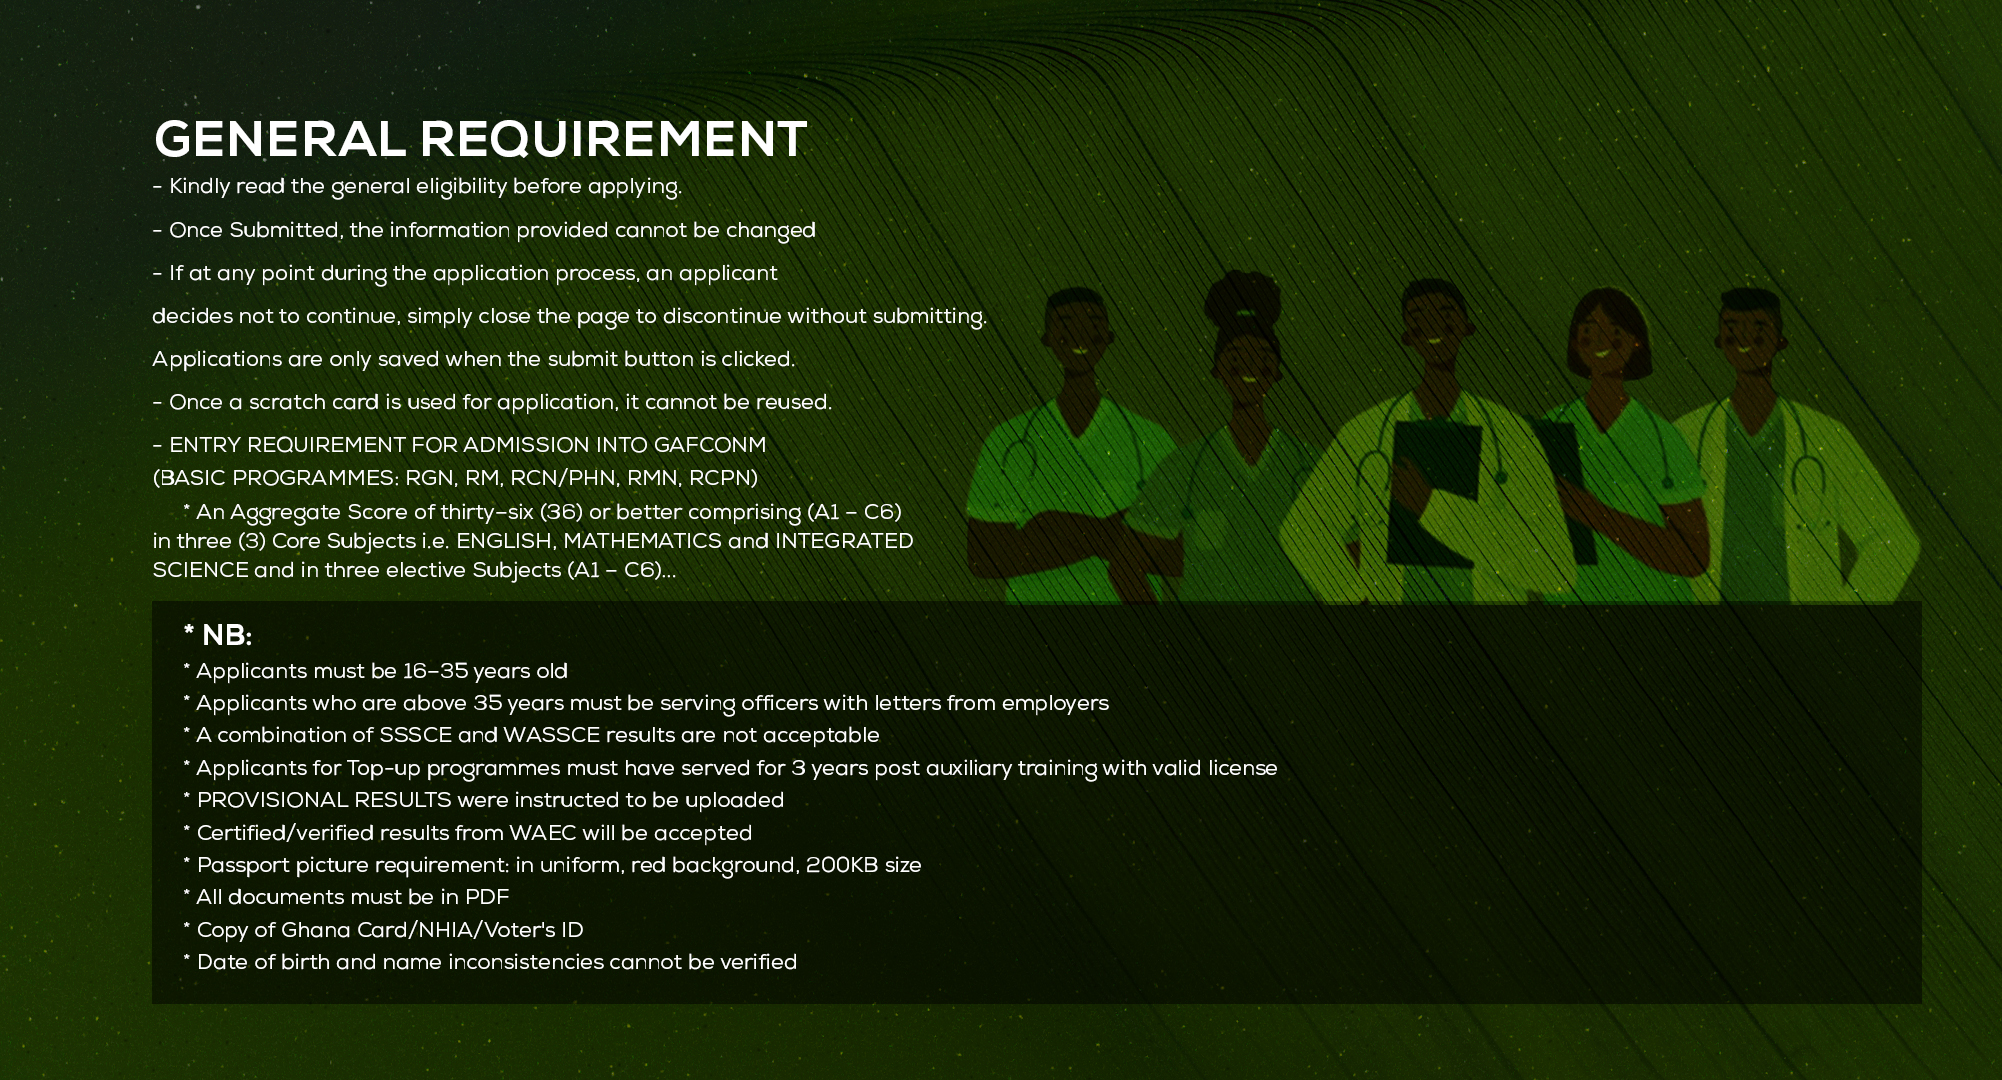 GENERAL REQUIREMENT
- Kindly read the general eligibility before applying.
- Once Submitted, the information provided cannot be changed
- If at any point during the application process, an applicant
decides not to continue, simply close the page to discontinue without submitting.
Applications are only saved when the submit button is clicked.
- Once a scratch card is used for application, it cannot be reused.
- ENTRY REQUIREMENT FOR ADMISSION INTO GAFCONM
(BASIC PROGRAMMES: RGN, RM, RCN/PHN, RMN, RCPN)
* An Aggregate Score of thirty-six (36) or better comprising (A1 – C6)
in three (3) Core Subjects i.e. ENGLISH, MATHEMATICS and INTEGRATED
SCIENCE and in three elective Subjects (A1 – C6)...
* NB:
* Applicants must be 16–35 years old
* Applicants who are above 35 years must be serving officers with letters from employers
* A combination of SSSCE and WASSCE results are not acceptable
* Applicants for Top-up programmes must have served for 3 years post auxiliary training with valid license
* PROVISIONAL RESULTS were instructed to be uploaded
* Certified/verified results from WAEC will be accepted
* Passport picture requirement: in uniform, red background, 200KB size
* All documents must be in PDF
* Copy of Ghana Card/NHIA/Voter's ID
* Date of birth and name inconsistencies cannot be verified